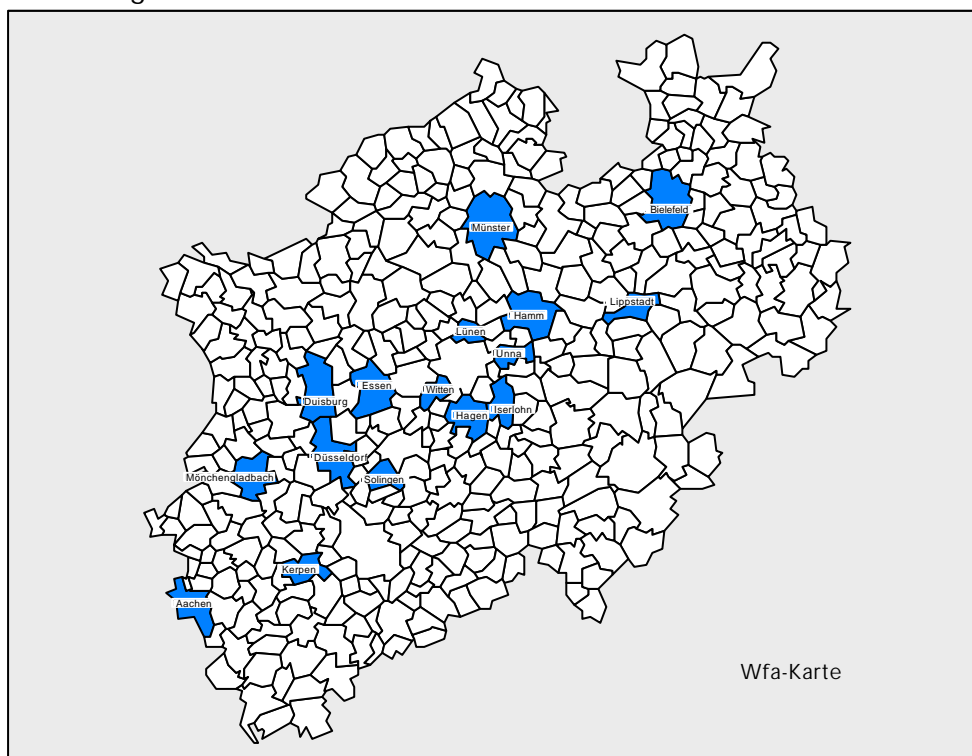 Bielefeld
Münster
Lippstadt
Hamm
Lünen
Unna
Essen
Witten
Duisburg
Iserlohn
Hagen
Düsseldorf
Mönchengladbach
Solingen
Kerpen
Aachen
Wfa-Karte